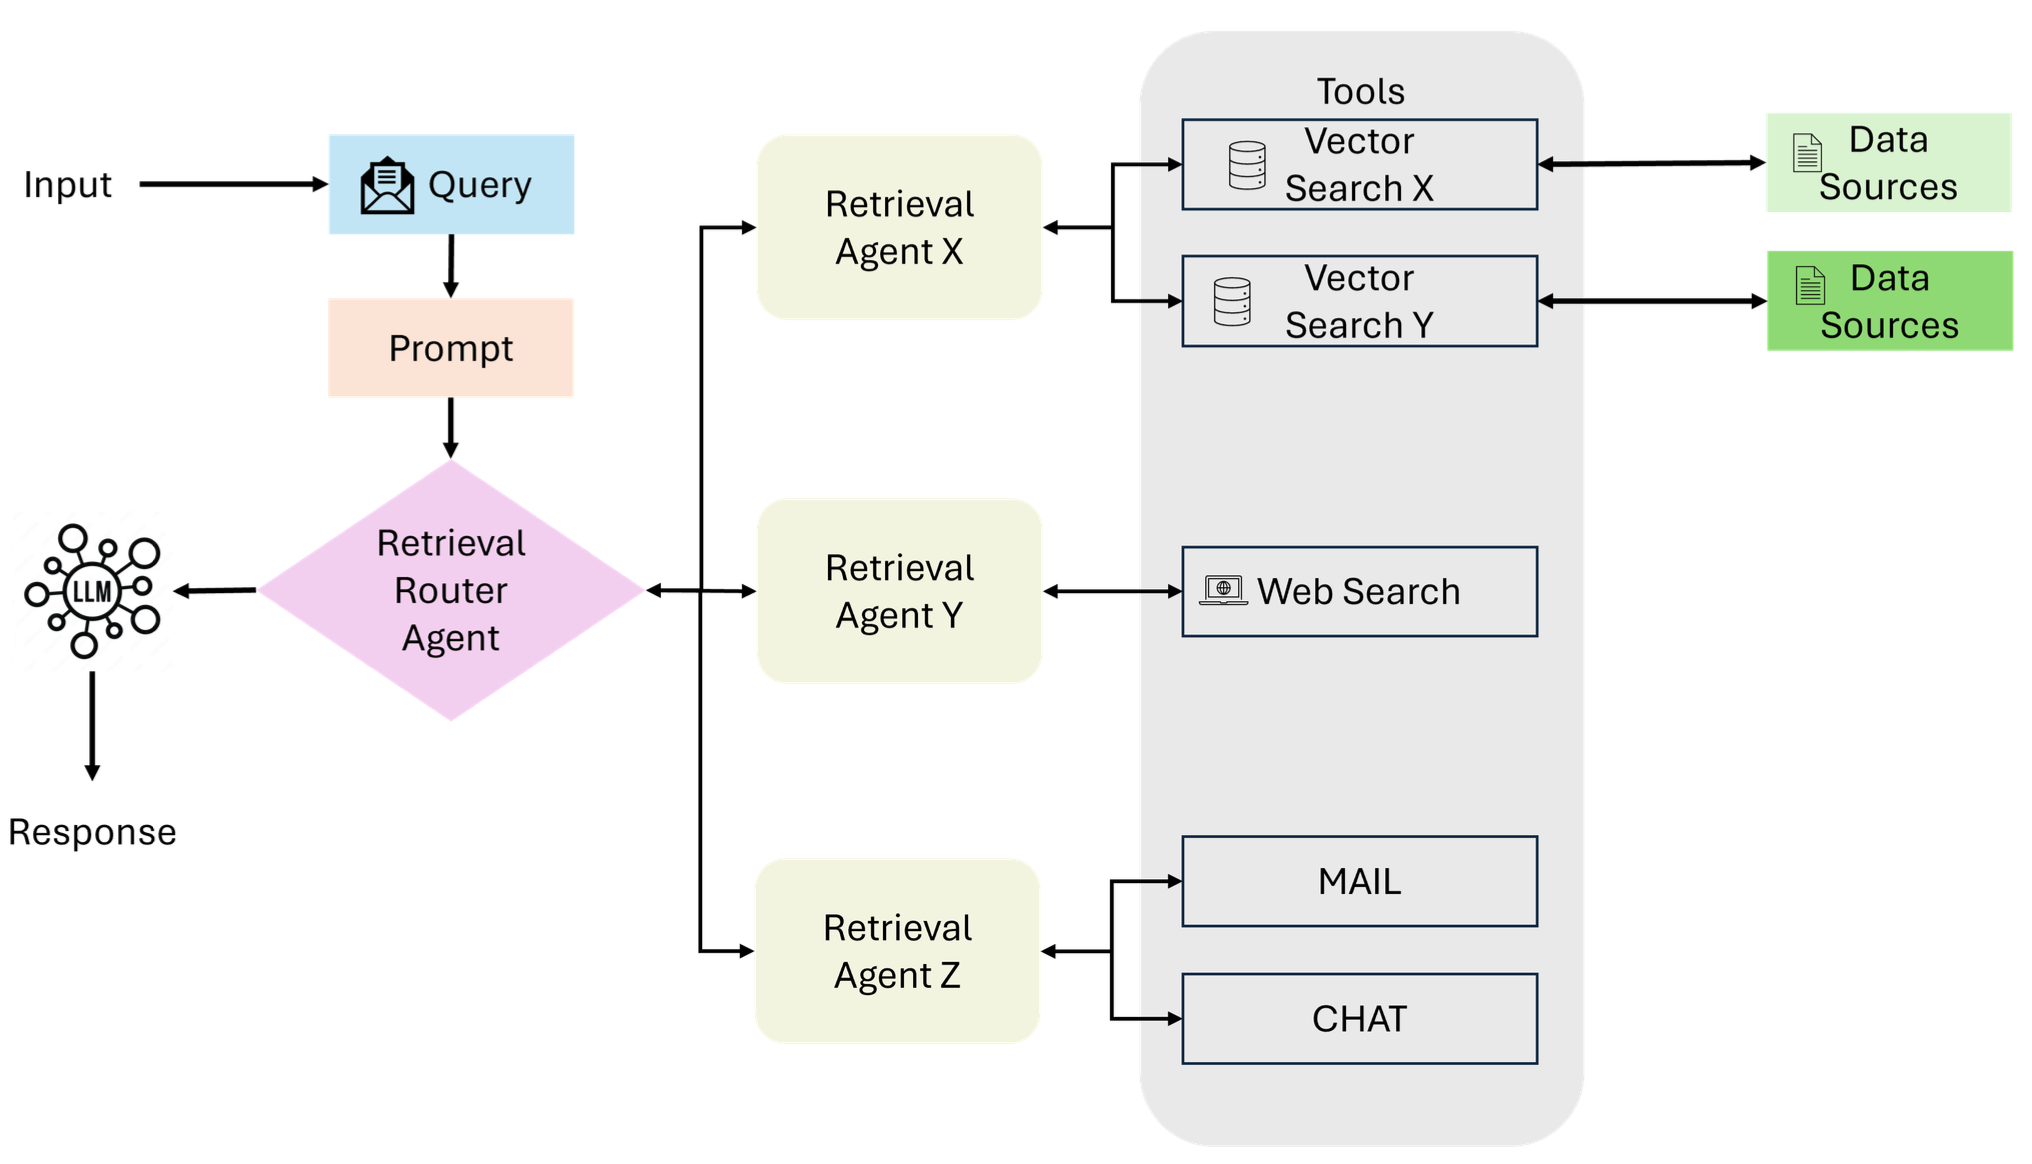 Input
Query
Prompt
Retrieval
Router
Agent
LLM
Response
Retrieval
Agent X
Retrieval
Agent Y
Retrieval
Agent Z
Tools
Vector
Search X
Vector
Search Y
Web Search
MAIL
CHAT
Data
Sources
Data
Sources